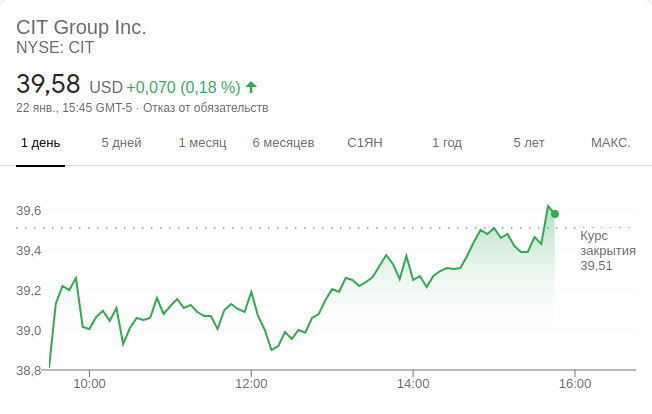 CIT Group Inc.
NYSE: CIT
39,58 USD +0,070 (0,18 %)
22 янв., 15:45 GMT-5 · Отказ от обязательств
1 день 5 дней 1 месяц 6 месяцев С1ЯН 1 год 5 лет МАКС.
39,6
Курс
закрытия
39,51
39,4
39,2
39,0
38,8
10:00 12:00 14:00 16:00